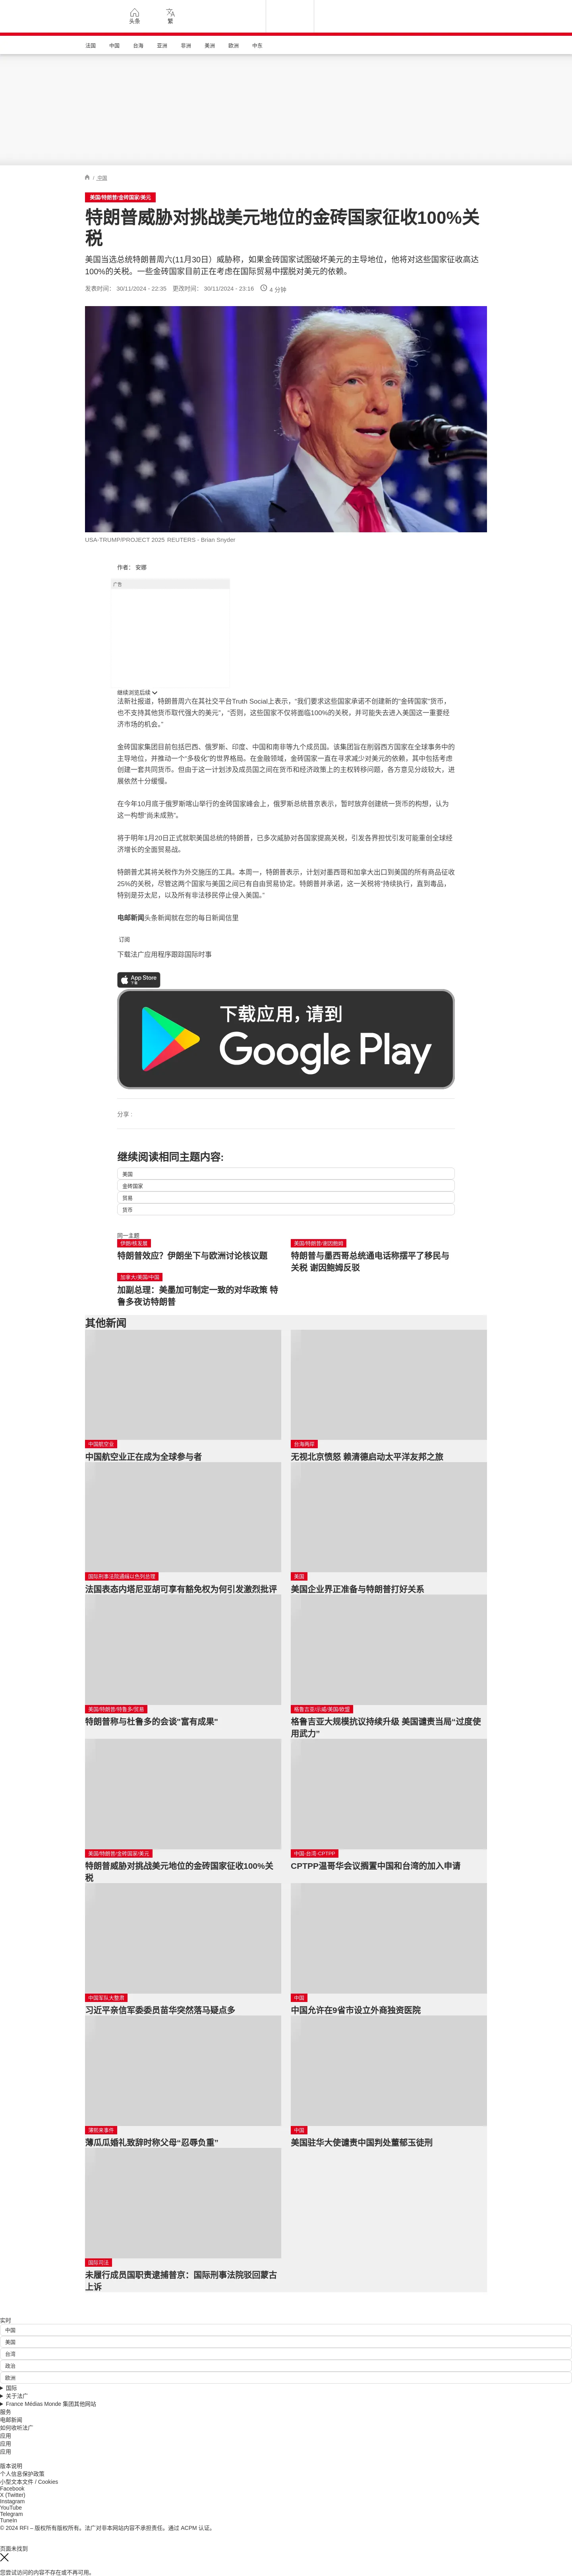 头条
繁
法国
中国
台海
亚洲
非洲
美洲
欧洲
中东
/ 中国
美国/特朗普/金砖国家/美元
特朗普威胁对挑战美元地位的金砖国家征收100%关
税
美国当选总统特朗普周六(11月30日）威胁称，如果金砖国家试图破坏美元的主导地位，他将对这些国家征收高达
100%的关税。一些金砖国家目前正在考虑在国际贸易中摆脱对美元的依赖。
发表时间： 30/11/2024 - 22:35 更改时间： 30/11/2024 - 23:16 4 分钟
USA-TRUMP/PROJECT 2025 REUTERS - Brian Snyder
作者： 安娜
广告
继续浏览后续
法新社报道，特朗普周六在其社交平台Truth Social上表示，“我们要求这些国家承诺不创建新的“金砖国家”货币，
也不支持其他货币取代强大的美元”，“否则，这些国家不仅将面临100%的关税，并可能失去进入美国这一重要经
济市场的机会。”
金砖国家集团目前包括巴西、俄罗斯、印度、中国和南非等九个成员国。该集团旨在削弱西方国家在全球事务中的
主导地位，并推动一个“多极化”的世界格局。在金融领域，金砖国家一直在寻求减少对美元的依赖，其中包括考虑
创建一套共同货币。但由于这一计划涉及成员国之间在货币和经济政策上的主权转移问题，各方意见分歧较大，进
展依然十分缓慢。
在今年10月底于俄罗斯喀山举行的金砖国家峰会上，俄罗斯总统普京表示，暂时放弃创建统一货币的构想，认为
这一构想“尚未成熟”。
将于明年1月20日正式就职美国总统的特朗普，已多次威胁对各国家提高关税，引发各界担忧引发可能重创全球经
济增长的全面贸易战。
特朗普尤其将关税作为外交施压的工具。本周一，特朗普表示，计划对墨西哥和加拿大出口到美国的所有商品征收
25%的关税，尽管这两个国家与美国之间已有自由贸易协定。特朗普并承诺，这一关税将“持续执行，直到毒品，
特别是芬太尼，以及所有非法移民停止侵入美国。”
电邮新闻头条新闻就在您的每日新闻信里
订阅
下载法广应用程序跟踪国际时事
App Store
下载
下载应用，请到
Google Play
分享 :
继续阅读相同主题内容:
美国
金砖国家
贸易
货币
同一主题
伊朗/核发展
特朗普效应？伊朗坐下与欧洲讨论核议题
美国/特朗普/谢因鲍姆
特朗普与墨西哥总统通电话称摆平了移民与
关税 谢因鲍姆反驳
加拿大/美国/中国
加副总理：美墨加可制定一致的对华政策 特
鲁多夜访特朗普
其他新闻
中国航空业
中国航空业正在成为全球参与者
台海两岸
无视北京愤怒 赖清德启动太平洋友邦之旅
国际刑事法院通缉以色列总理
法国表态内塔尼亚胡可享有豁免权为何引发激烈批评
美国
美国企业界正准备与特朗普打好关系
美国/特朗普/特鲁多/贸易
特朗普称与杜鲁多的会谈"富有成果"
格鲁吉亚/示威/美国/欧盟
格鲁吉亚大规模抗议持续升级 美国谴责当局“过度使
用武力”
美国/特朗普/金砖国家/美元
特朗普威胁对挑战美元地位的金砖国家征收100%关
税
中国-台湾-CPTPP
CPTPP温哥华会议搁置中国和台湾的加入申请
中国军队大整肃
习近平亲信军委委员苗华突然落马疑点多
中国
中国允许在9省市设立外商独资医院
薄熙来事件
薄瓜瓜婚礼致辞时称父母“忍辱负重”
中国
美国驻华大使谴责中国判处董郁玉徒刑
国际司法
未履行成员国职责逮捕普京：国际刑事法院驳回蒙古
上诉
实时
中国
美国
台湾
政治
欧洲
国际
关于法广
France Médias Monde 集团其他网站
服务
电邮新闻
如何收听法广
应用
应用
应用
版本说明
个人信息保护政策
小型文本文件 / Cookies
Facebook
X (Twitter)
Instagram
YouTube
Telegram
TuneIn
© 2024 RFI – 版权所有版权所有。法广对非本网站内容不承担责任。通过 ACPM 认证。
页面未找到
您尝试访问的内容不存在或不再可用。